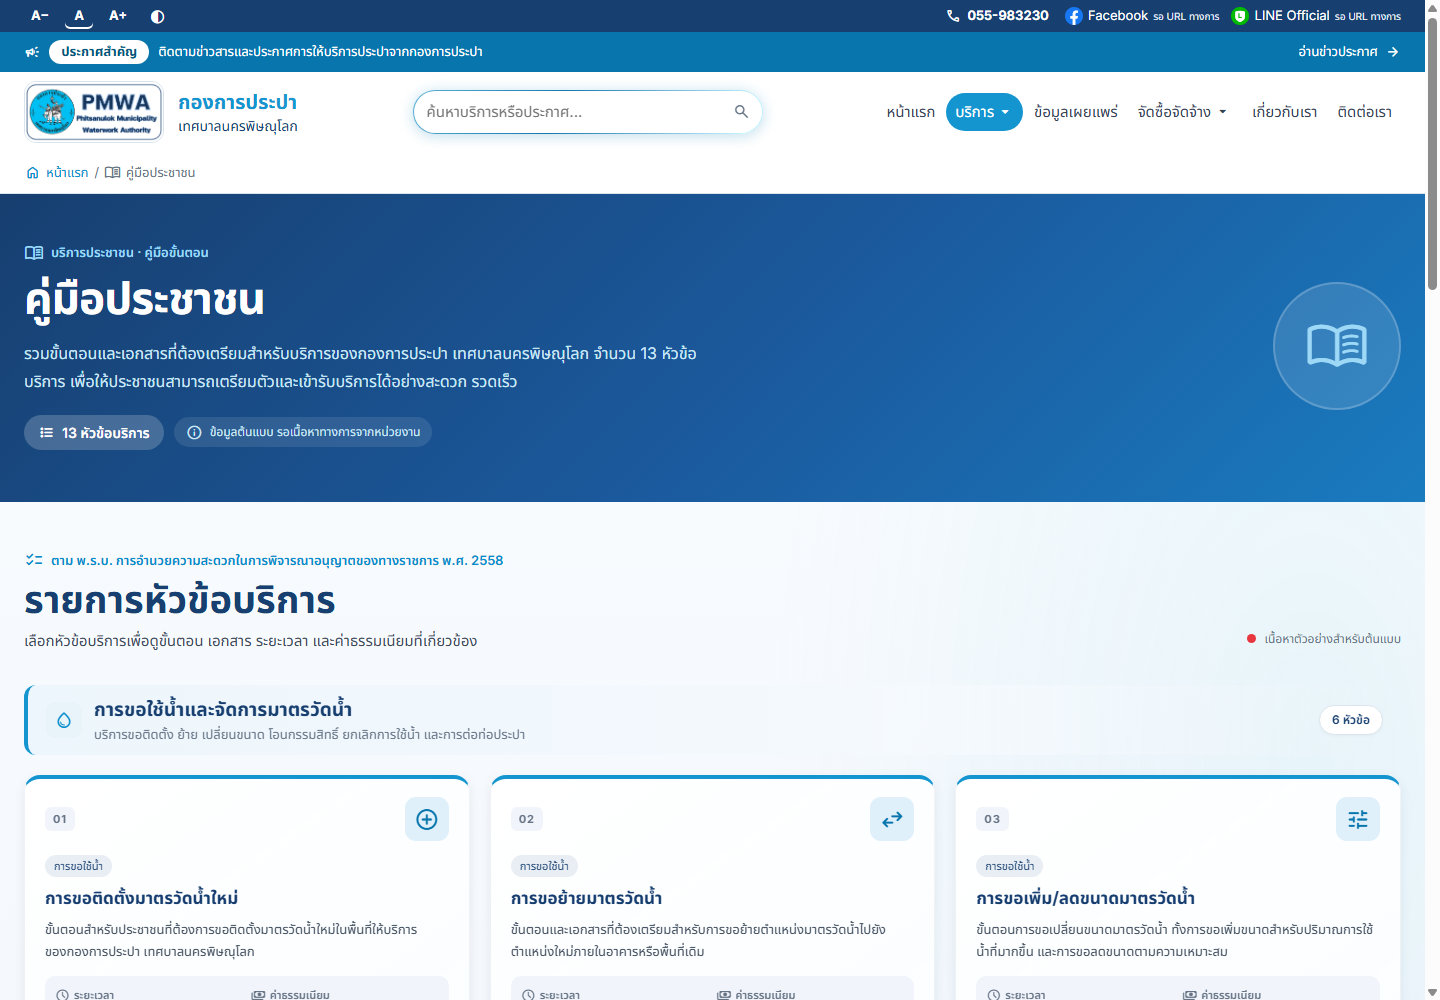 A− A A+
055-983230 Facebook รอ URL ทางการ LINE Official รอ URL ทางการ
ประกาศสำคัญ ติดตามข่าวสารและประกาศการให้บริการประปาจากกองการประปา อ่านข่าวประกาศ
PMWA
Phitsanulok Municipality
Waterwork Authority
กองการประปา
เทศบาลนครพิษณุโลก
ค้นหาบริการหรือประกาศ...
หน้าแรก บริการ ข้อมูลเผยแพร่ จัดซื้อจัดจ้าง เกี่ยวกับเรา ติดต่อเรา
หน้าแรก / คู่มือประชาชน
บริการประชาชน · คู่มือขั้นตอน
คู่มือประชาชน
รวมขั้นตอนและเอกสารที่ต้องเตรียมสำหรับบริการของกองการประปา เทศบาลนครพิษณุโลก จำนวน 13 หัวข้อ
บริการ เพื่อให้ประชาชนสามารถเตรียมตัวและเข้ารับบริการได้อย่างสะดวก รวดเร็ว
13 หัวข้อบริการ ข้อมูลต้นแบบ รอเนื้อหาทางการจากหน่วยงาน
ตาม พ.ร.บ. การอำนวยความสะดวกในการพิจารณาอนุญาตของทางราชการ พ.ศ. 2558
รายการหัวข้อบริการ
เลือกหัวข้อบริการเพื่อดูขั้นตอน เอกสาร ระยะเวลา และค่าธรรมเนียมที่เกี่ยวข้อง
เนื้อหาตัวอย่างสำหรับต้นแบบ
การขอใช้น้ำและจัดการมาตรวัดน้ำ
บริการขอติดตั้ง ย้าย เปลี่ยนขนาด โอนกรรมสิทธิ์ ยกเลิกการใช้น้ำ และการต่อท่อประปา
6 หัวข้อ
01
การขอใช้น้ำ
การขอติดตั้งมาตรวัดน้ำใหม่
ขั้นตอนสำหรับประชาชนที่ต้องการขอติดตั้งมาตรวัดน้ำใหม่ในพื้นที่ให้บริการ
ของกองการประปา เทศบาลนครพิษณุโลก
ระยะเวลา ค่าธรรมเนียม
02
การขอใช้น้ำ
การขอย้ายมาตรวัดน้ำ
ขั้นตอนและเอกสารที่ต้องเตรียมสำหรับการขอย้ายตำแหน่งมาตรวัดน้ำไปยัง
ตำแหน่งใหม่ภายในอาคารหรือพื้นที่เดิม
ระยะเวลา ค่าธรรมเนียม
03
การขอใช้น้ำ
การขอเพิ่ม/ลดขนาดมาตรวัดน้ำ
ขั้นตอนการขอเปลี่ยนขนาดมาตรวัดน้ำ ทั้งการขอเพิ่มขนาดสำหรับปริมาณการใช้
น้ำที่มากขึ้น และการขอลดขนาดตามความเหมาะสม
ระยะเวลา ค่าธรรมเนียม